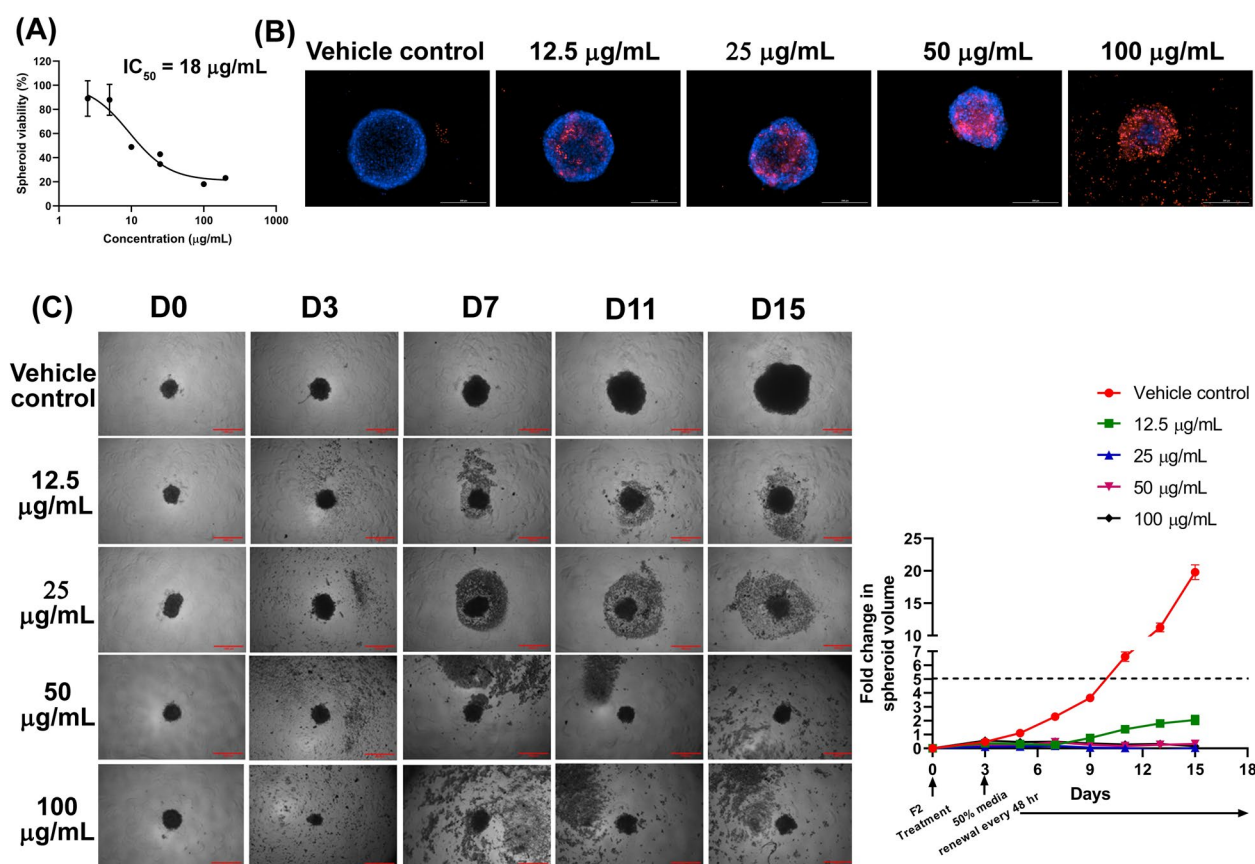 (A)
IC50 = 18 μg/mL
Spheroid viability (%)
120
100
80
60
40
20
0
1
10
100
1000
Concentration (μg/mL)
(B)
Vehicle control
12.5 μg/mL
25 μg/mL
50 μg/mL
100 μg/mL
(C)
D0
D3
D7
D11
D15
Vehicle
control
12.5
μg/mL
25
μg/mL
50
μg/mL
100
μg/mL
Vehicle control
12.5 μg/mL
25 μg/mL
50 μg/mL
100 μg/mL
Fold change in
spheroid volume
25
20
15
10
7
5
5
2
2
1
0
0
3
6
9
12
15
18
Days
F2
Treatment
50% media
renewal every 48 hr